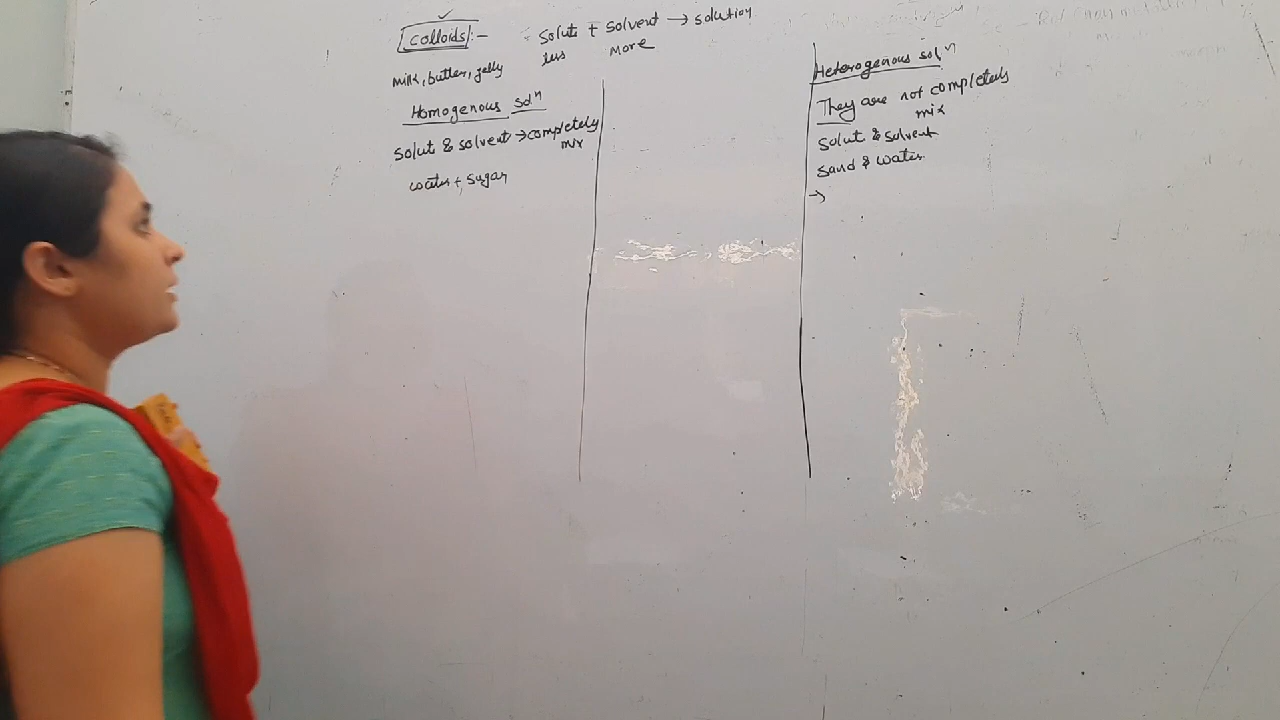 Colloids:-
Solute + Solvent → solution
less more
milk, butter, jelly
Homogenous solⁿ
Solut & solvent → completely
mix
water + sugar
Heterogenous solⁿ
They are not completely
mix
Solut & solvent
Sand & water
→